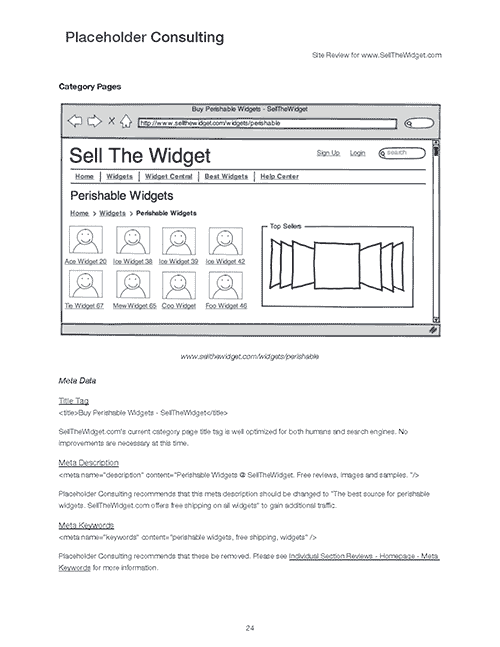 Placeholder Consulting
Site Review for www.SellTheWidget.com
Category Pages
Buy Perishable Widgets - SellTheWidget
http://www.sellthewidget.com/widgets/perishable
Sell The Widget
Sign Up Login search
Home Widgets Widget Central Best Widgets Help Center
Perishable Widgets
Home > Widgets > Perishable Widgets
Top Sellers
Ace Widget 20 Ice Widget 38 Ice Widget 39 Ice Widget 42
Tie Widget 67 Mew Widget 65 Coo Widget Foo Widget 46
www.sellthewidget.com/widgets/perishable
Meta Data
Title Tag
<title>Buy Perishable Widgets - SellTheWidget</title>
SellTheWidget.com's current category page title tag is well optimized for both humans and search engines. No
improvements are necessary at this time.
Meta Description
<meta name="description" content="Perishable Widgets @ SellTheWidget. Free reviews, images and samples. "/>
Placeholder Consulting recommends that this meta description should be changed to "The best source for perishable
widgets. SellTheWidget.com offers free shipping on all widgets" to gain additional traffic.
Meta Keywords
<meta name="keywords" content="perishable widgets, free shipping, widgets" />
Placeholder Consulting recommends that these be removed. Please see Individual Section Reviews - Homepage - Meta
Keywords for more information.
24